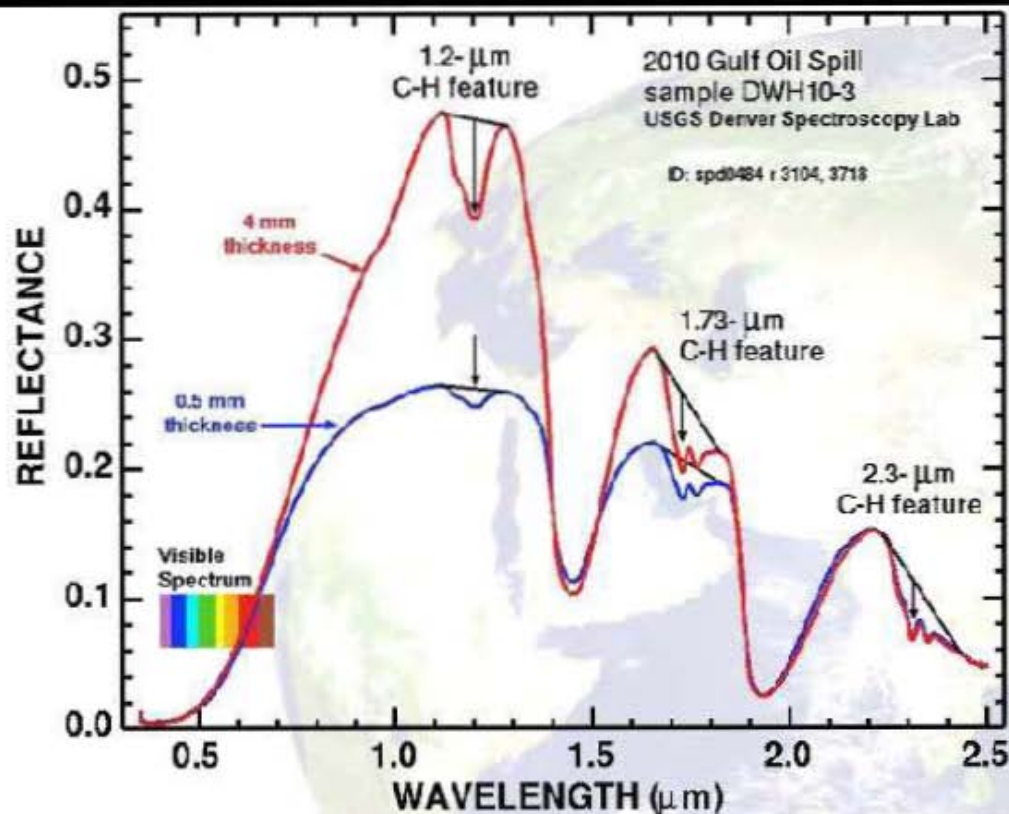 1.2- μm
C-H feature
2010 Gulf Oil Spill
sample DWH10-3
USGS Denver Spectroscopy Lab
ID: spd0484 r 3104, 3718
4 mm
thickness
1.73- μm
C-H feature
0.5 mm
thickness
2.3- μm
C-H feature
Visible
Spectrum
REFLECTANCE
0.5
0.4
0.3
0.2
0.1
0.0
0.5 1.0 1.5 2.0 2.5
WAVELENGTH (μm)